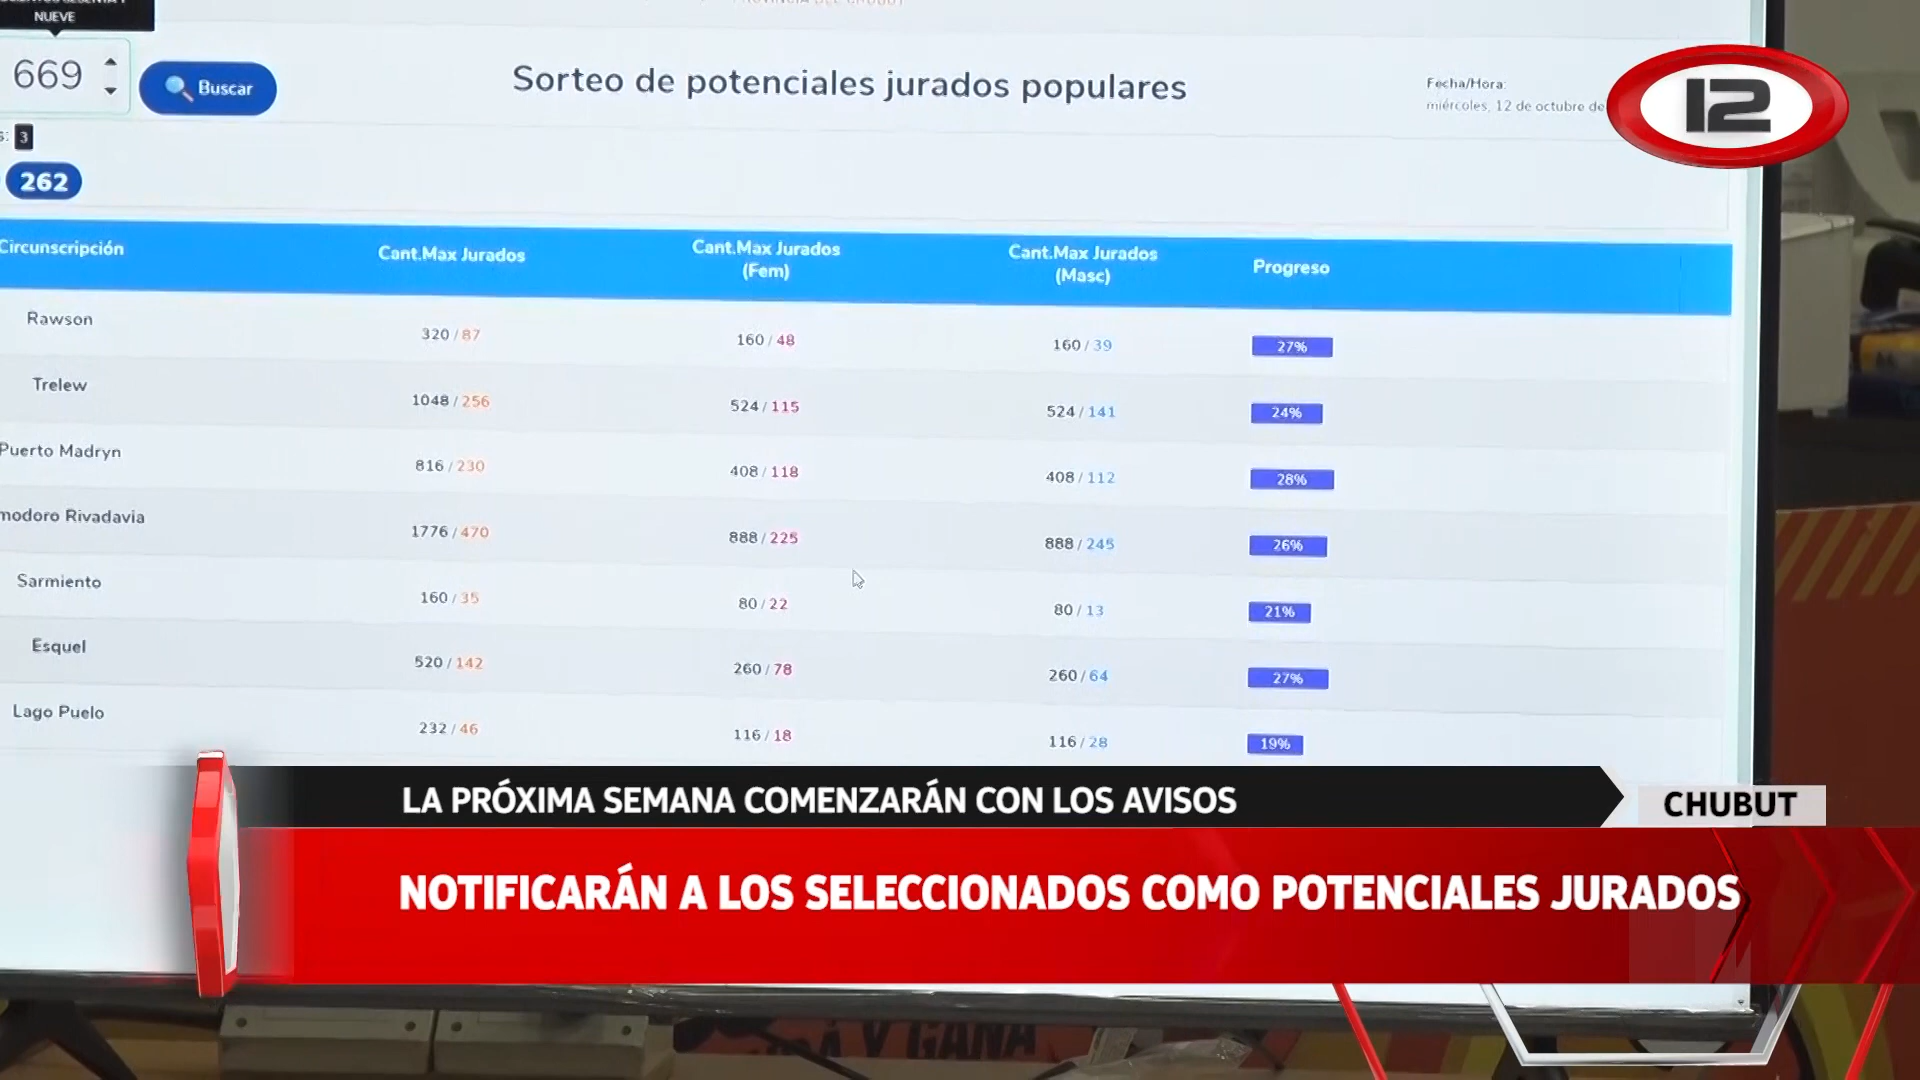 NUEVE
669
Buscar
Sorteo de potenciales jurados populares
Fecha/Hora:
miércoles, 12 de octubre de
12
3
262
Circunscripción Cant.Max Jurados Cant.Max Jurados (Fem) Cant.Max Jurados (Masc) Progreso
Rawson 320 / 87 160 / 48 160 / 39 27%
Trelew 1048 / 256 524 / 115 524 / 141 24%
Puerto Madryn 816 / 230 408 / 118 408 / 112 28%
modoro Rivadavia 1776 / 470 888 / 225 888 / 245 26%
Sarmiento 160 / 35 80 / 22 80 / 13 21%
Esquel 520 / 142 260 / 78 260 / 64 27%
Lago Puelo 232 / 46 116 / 18 116 / 28 19%
LA PRÓXIMA SEMANA COMENZARÁN CON LOS AVISOS
CHUBUT
NOTIFICARÁN A LOS SELECCIONADOS COMO POTENCIALES JURADOS
Y GANA